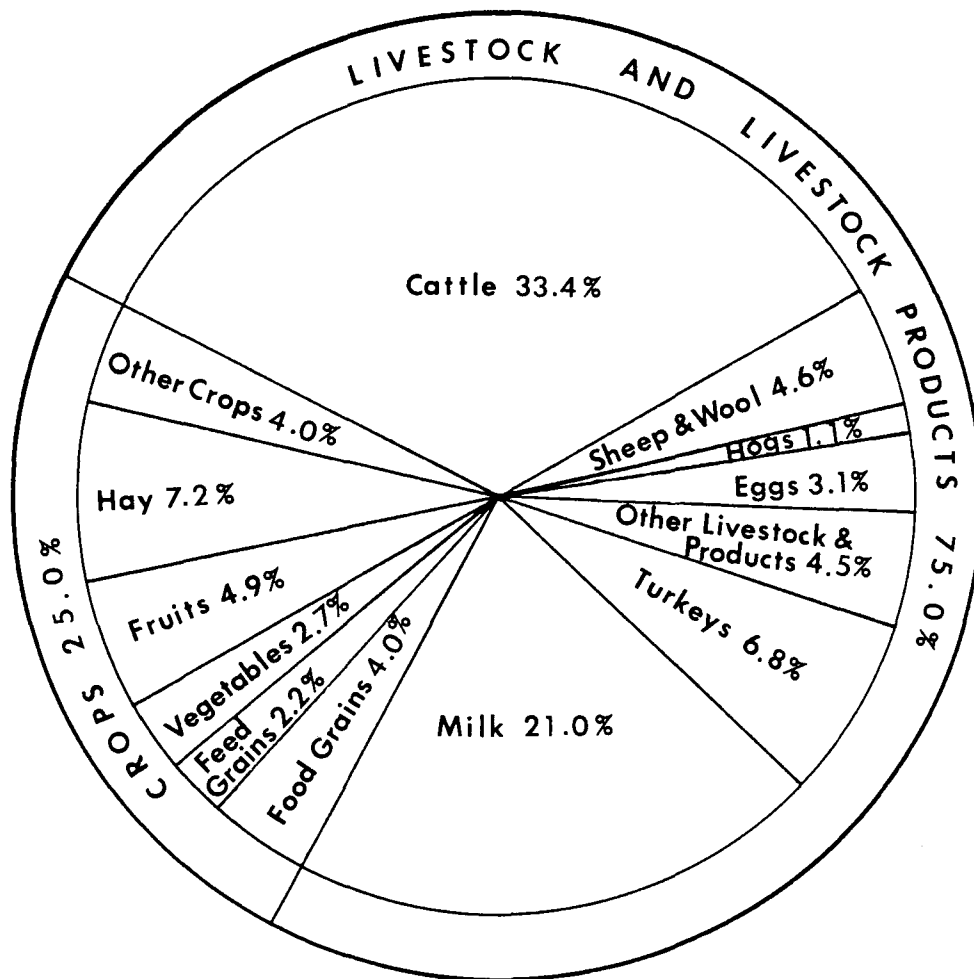 LIVESTOCK AND LIVESTOCK PRODUCTS 75.0%
Cattle 33.4%
Sheep & Wool 4.6%
Hogs 1.1%
Eggs 3.1%
Other Livestock &
Products 4.5%
Turkeys 6.8%
Milk 21.0%
CROPS 25.0%
Other Crops 4.0%
Hay 7.2%
Fruits 4.9%
Vegetables 2.7%
Feed
Grains 2.2%
Food Grains 4.0%